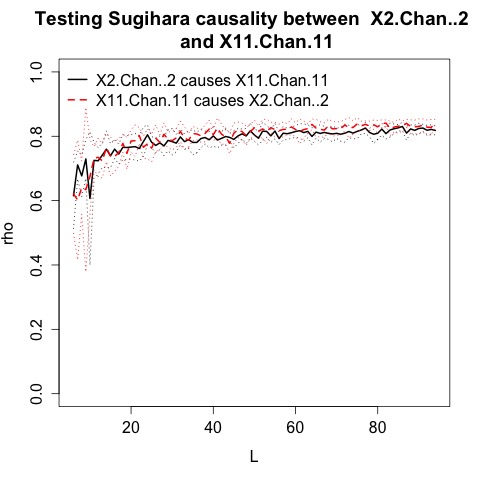 Testing Sugihara causality between  X2.Chan..2
and X11.Chan.11
X2.Chan..2 causes X11.Chan.11
X11.Chan.11 causes X2.Chan..2
rho
1.0
0.8
0.6
0.4
0.2
0.0
20 40 60 80
L